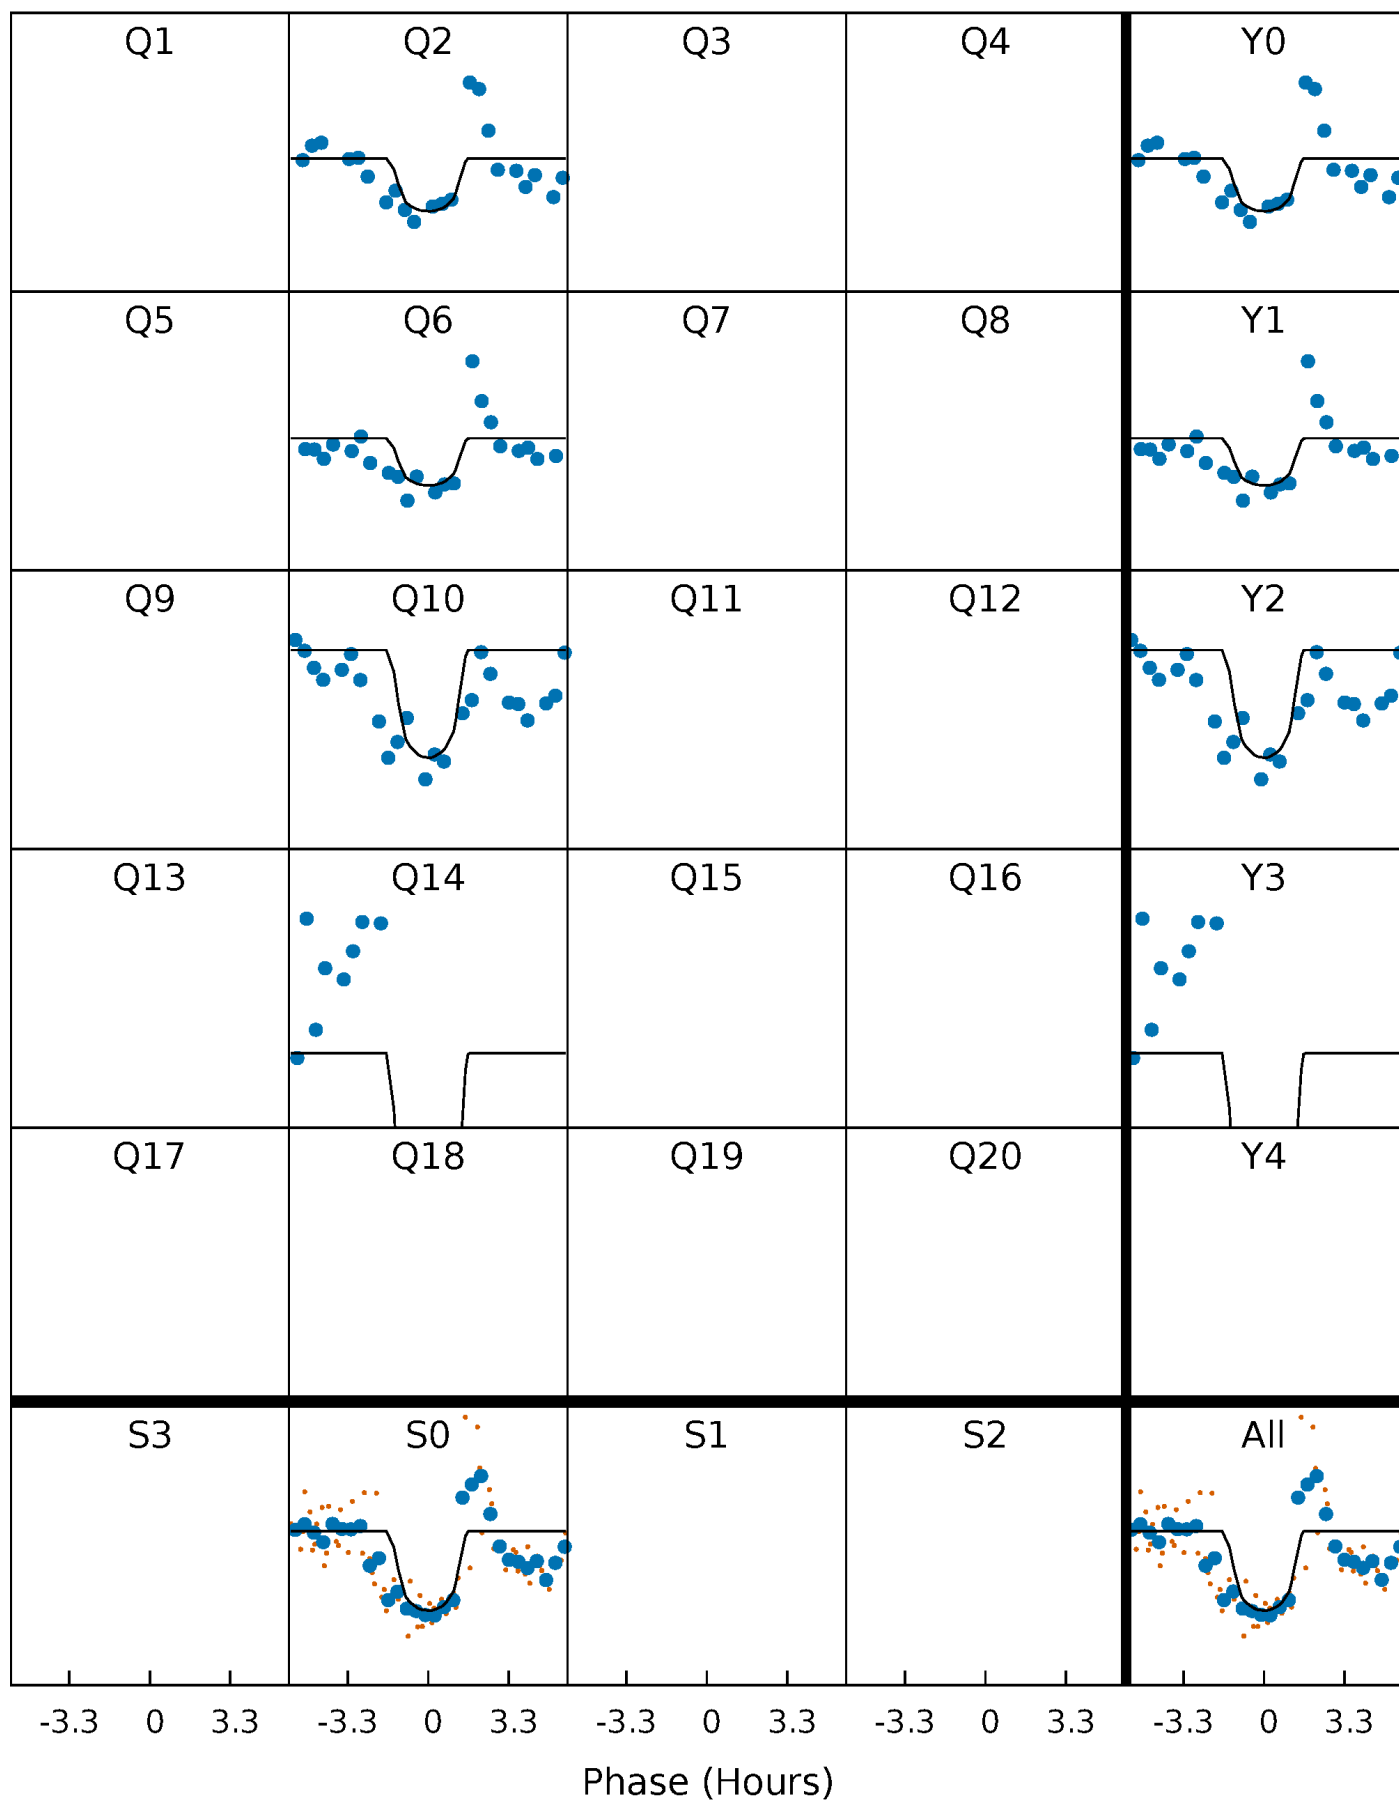 Q1 Q2 Q3 Q4 Y0
Q5 Q6 Q7 Q8 Y1
Q9 Q10 Q11 Q12 Y2
Q13 Q14 Q15 Q16 Y3
Q17 Q18 Q19 Q20 Y4
S3 S0 S1 S2 All
-3.3 0 3.3 -3.3 0 3.3 -3.3 0 3.3 -3.3 0 3.3 -3.3 0 3.3
Phase (Hours)